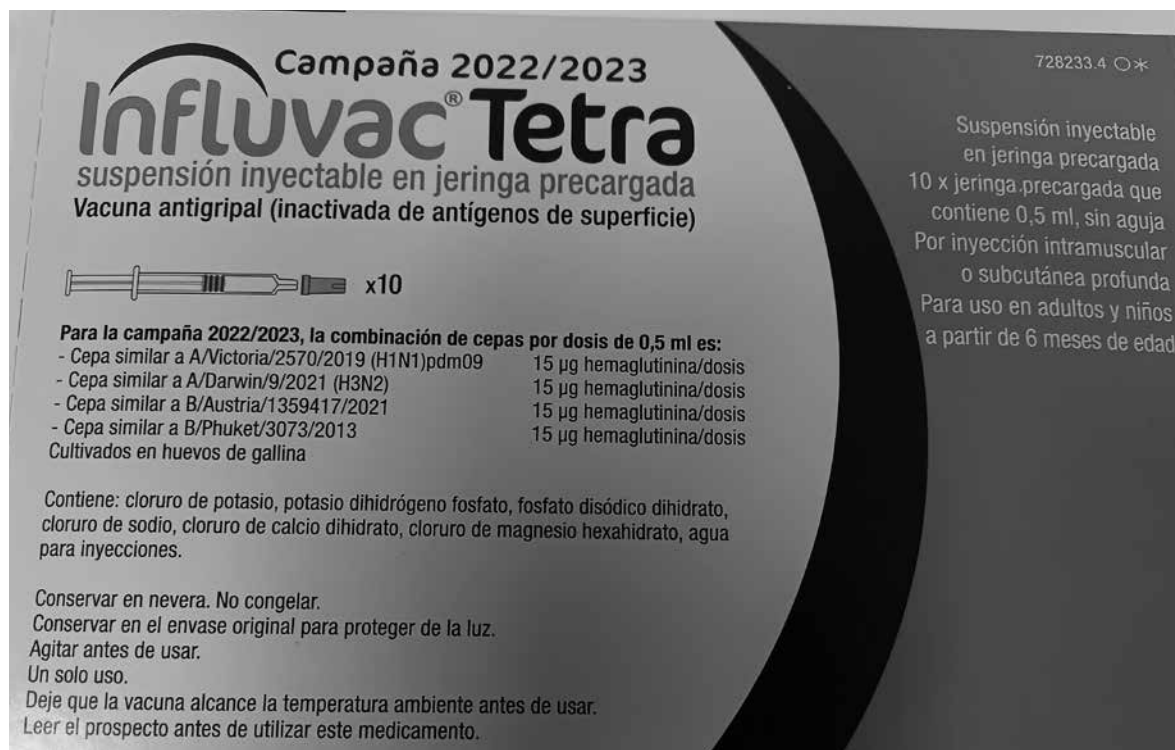 Campaña 2022/2023
Influvac® Tetra
suspensión inyectable en jeringa precargada
Vacuna antigripal (inactivada de antígenos de superficie)
x10
Para la campaña 2022/2023, la combinación de cepas por dosis de 0,5 ml es:
- Cepa similar a A/Victoria/2570/2019 (H1N1)pdm09 15 µg hemaglutinina/dosis
- Cepa similar a A/Darwin/9/2021 (H3N2) 15 µg hemaglutinina/dosis
- Cepa similar a B/Austria/1359417/2021 15 µg hemaglutinina/dosis
- Cepa similar a B/Phuket/3073/2013 15 µg hemaglutinina/dosis
Cultivados en huevos de gallina
Contiene: cloruro de potasio, potasio dihidrógeno fosfato, fosfato disódico dihidrato,
cloruro de sodio, cloruro de calcio dihidrato, cloruro de magnesio hexahidrato, agua
para inyecciones.
Conservar en nevera. No congelar.
Conservar en el envase original para proteger de la luz.
Agitar antes de usar.
Un solo uso.
Deje que la vacuna alcance la temperatura ambiente antes de usar.
Leer el prospecto antes de utilizar este medicamento.
728233.4 ○*
Suspensión inyectable
en jeringa precargada
10 x jeringa precargada que
contiene 0,5 ml, sin aguja
Por inyección intramuscular
o subcutánea profunda
Para uso en adultos y niños
a partir de 6 meses de edad